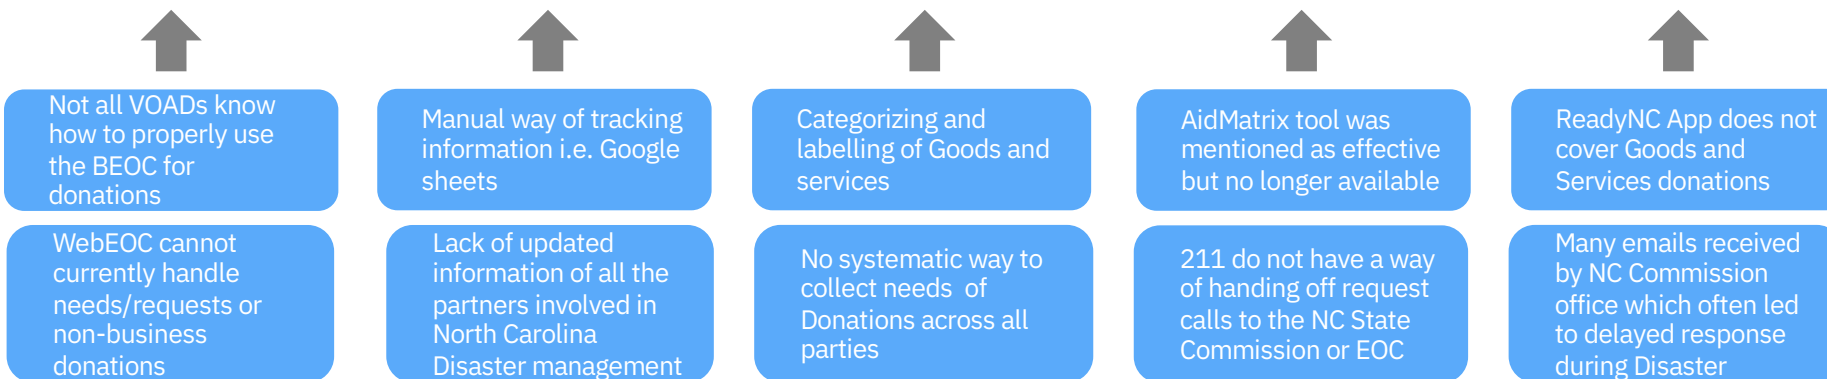 Not all VOADs know
how to properly use
the BEOC for
donations
Manual way of tracking
information i.e. Google
sheets
Categorizing and
labelling of Goods and
services
AidMatrix tool was
mentioned as effective
but no longer available
ReadyNC App does not
cover Goods and
Services donations
WebEOC cannot
currently handle
needs/requests or
non-business
donations
Lack of updated
information of all the
partners involved in
North Carolina
Disaster management
No systematic way to
collect needs  of
Donations across all
parties
211 do not have a way
of handing off request
calls to the NC State
Commission or EOC
Many emails received
by NC Commission
office which often led
to delayed response
during Disaster